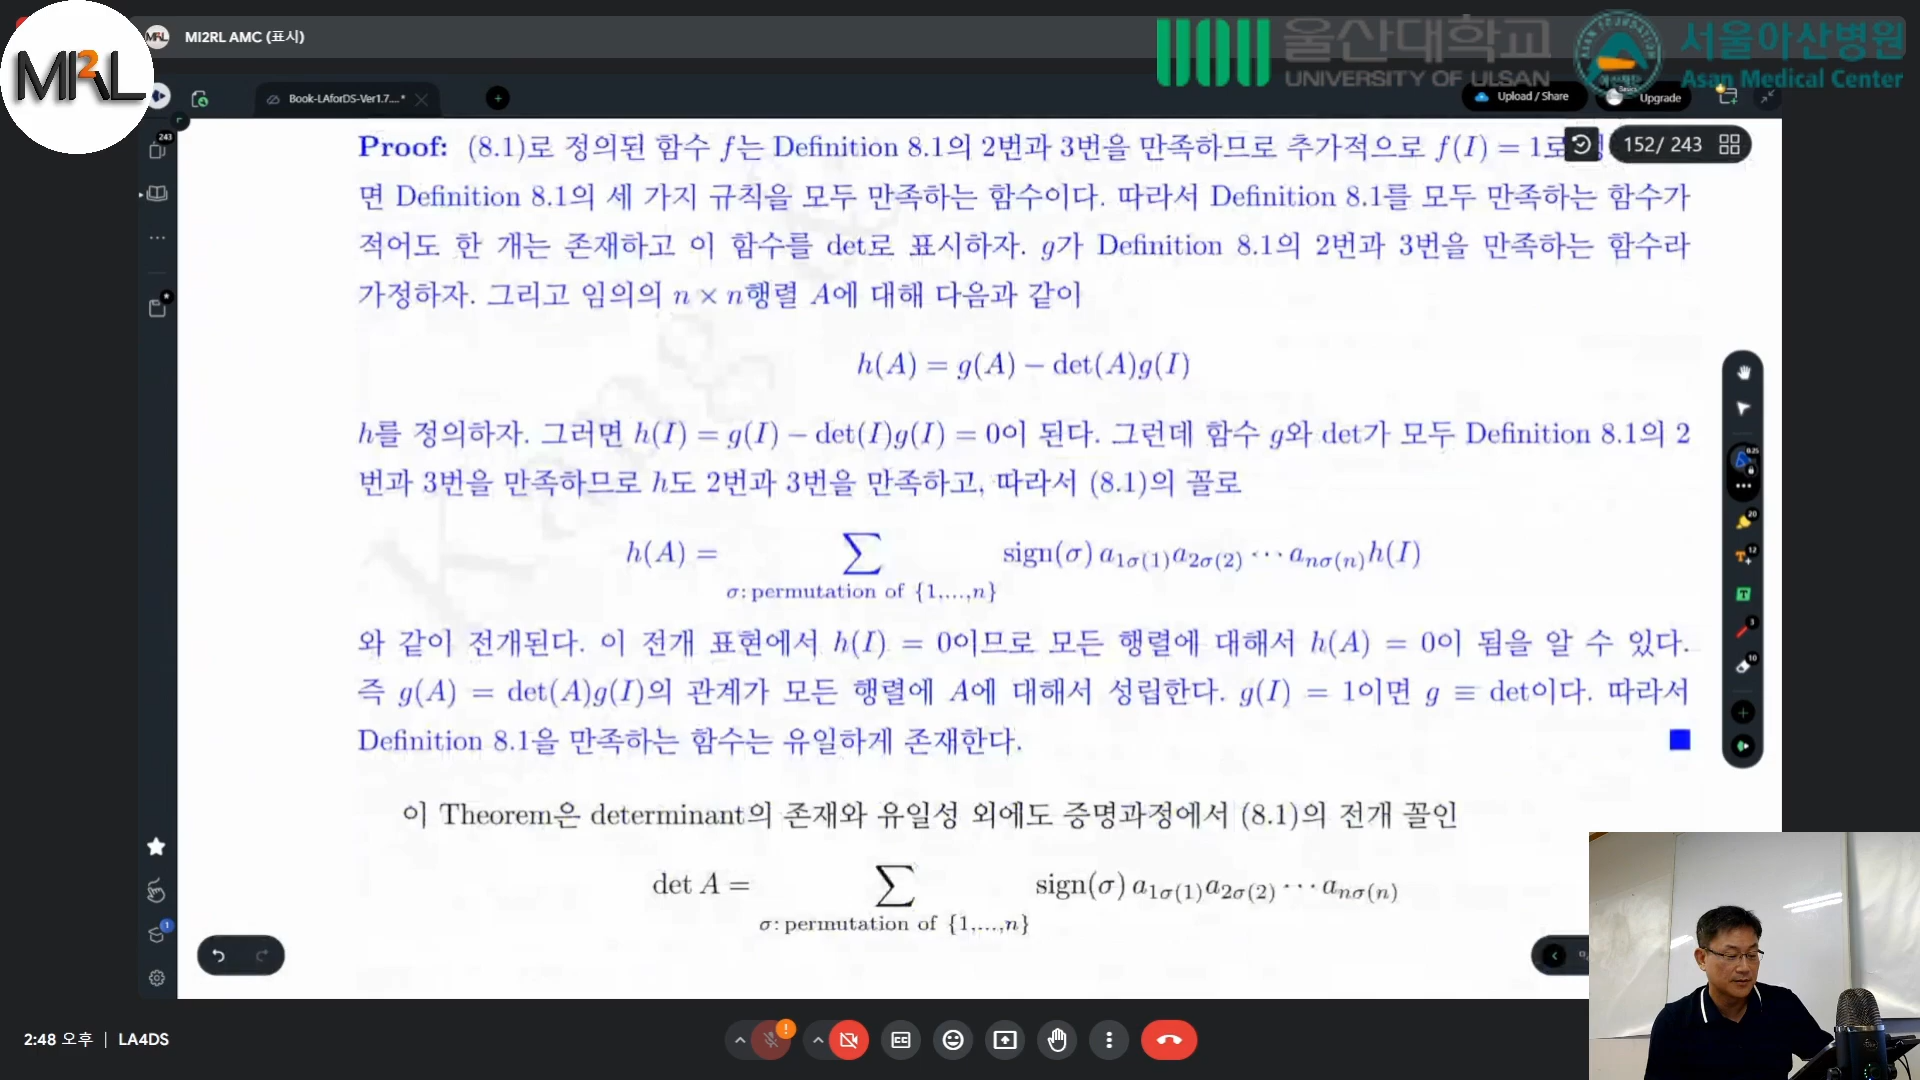 MI2RL
MI2RL AMC (표시)
울산대학교
UNIVERSITY OF ULSAN
서울아산병원
Asan Medical Center
Book-LAforDS-Ver1.7....*
Upload / Share
Upgrade
243
152/ 243
Proof: (8.1)로 정의된 함수 f는 Definition 8.1의 2번과 3번을 만족하므로 추가적으로 f(I) = 1로
면 Definition 8.1의 세 가지 규칙을 모두 만족하는 함수이다. 따라서 Definition 8.1를 모두 만족하는 함수가
적어도 한 개는 존재하고 이 함수를 det로 표시하자. g가 Definition 8.1의 2번과 3번을 만족하는 함수라
가정하자. 그리고 임의의 n × n행렬 A에 대해 다음과 같이
h(A) = g(A) − det(A)g(I)
h를 정의하자. 그러면 h(I) = g(I) − det(I)g(I) = 0이 된다. 그런데 함수 g와 det가 모두 Definition 8.1의 2
번과 3번을 만족하므로 h도 2번과 3번을 만족하고, 따라서 (8.1)의 꼴로
h(A) = ∑ sign(σ) a1σ(1)a2σ(2) ⋯ anσ(n)h(I)
σ: permutation of {1,...,n}
와 같이 전개된다. 이 전개 표현에서 h(I) = 0이므로 모든 행렬에 대해서 h(A) = 0이 됨을 알 수 있다.
즉 g(A) = det(A)g(I)의 관계가 모든 행렬에 A에 대해서 성립한다. g(I) = 1이면 g ≡ det이다. 따라서
Definition 8.1을 만족하는 함수는 유일하게 존재한다.
이 Theorem은 determinant의 존재와 유일성 외에도 증명과정에서 (8.1)의 전개 꼴인
det A = ∑ sign(σ) a1σ(1)a2σ(2) ⋯ anσ(n)
σ: permutation of {1,...,n}
2:48 오후 | LA4DS